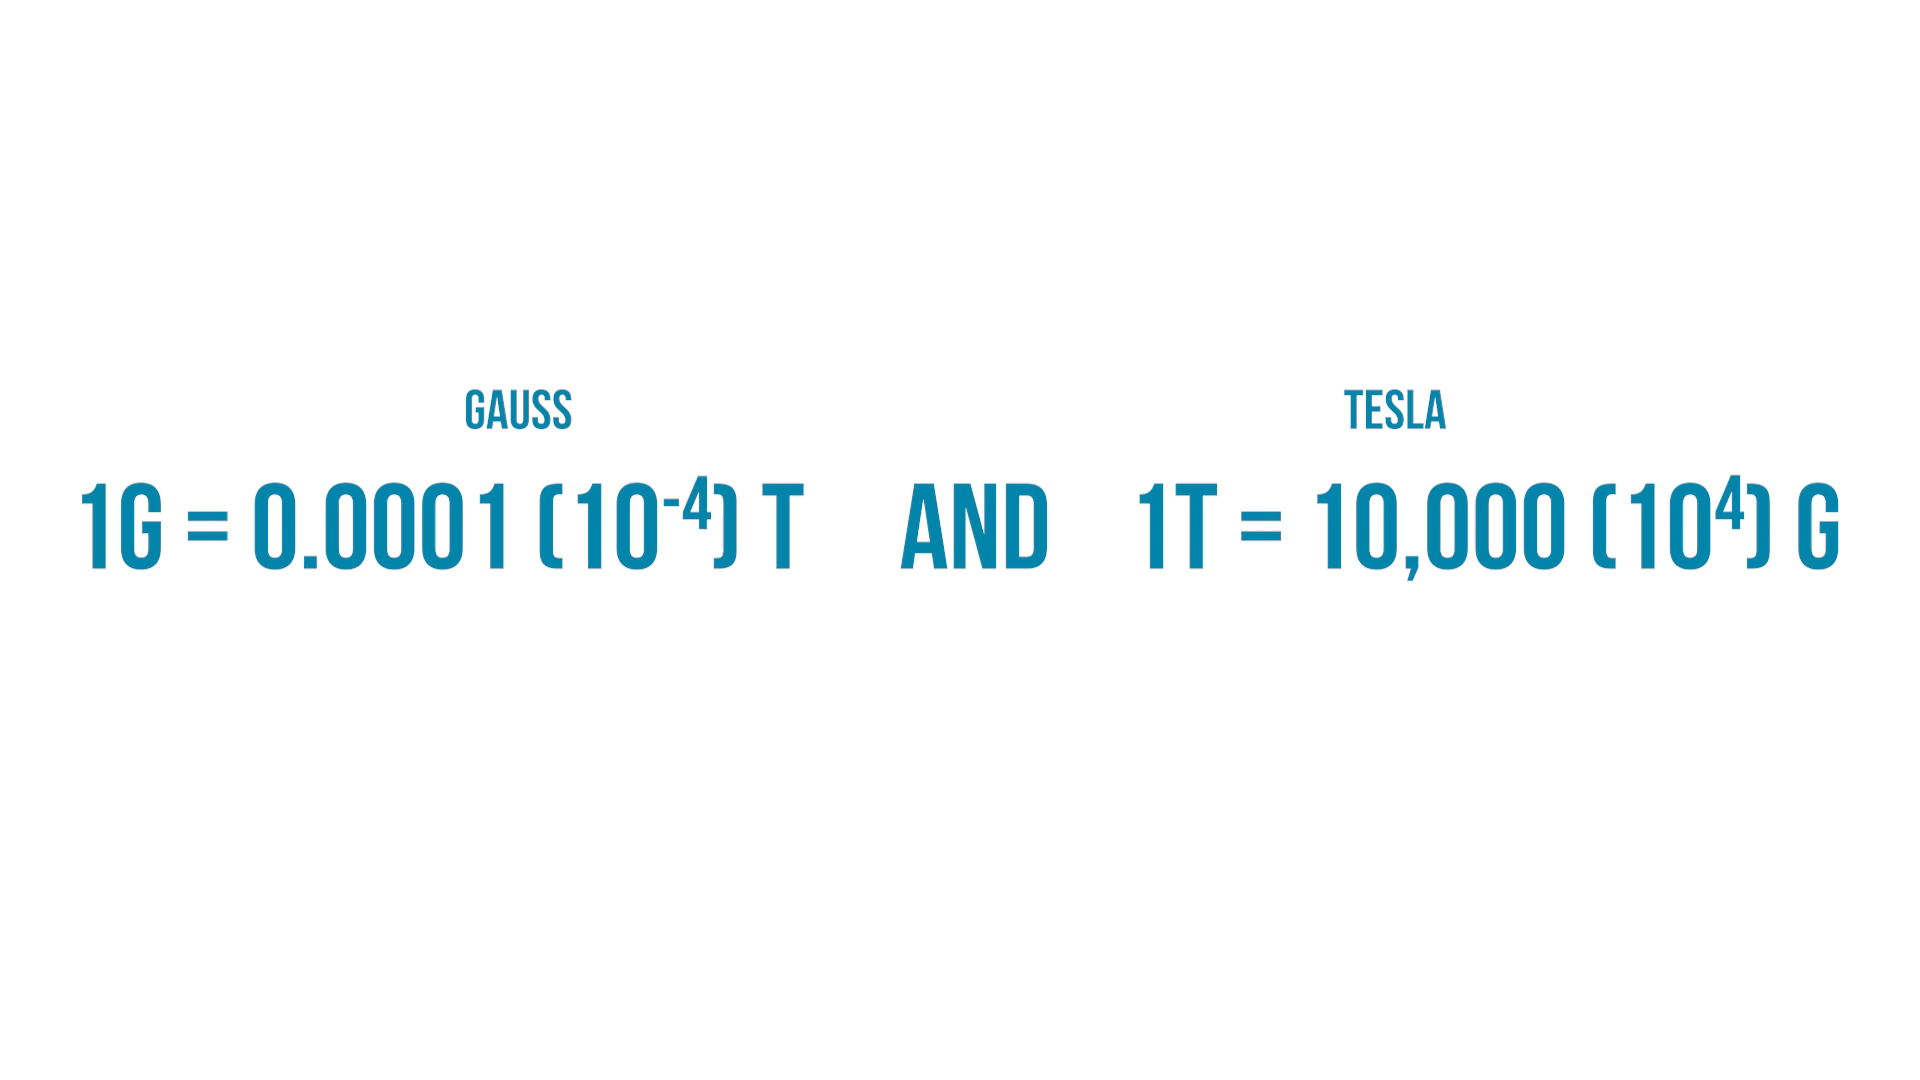 GAUSS TESLA
1G = 0.0001 (10⁻⁴) T AND 1T = 10,000 (10⁴) G